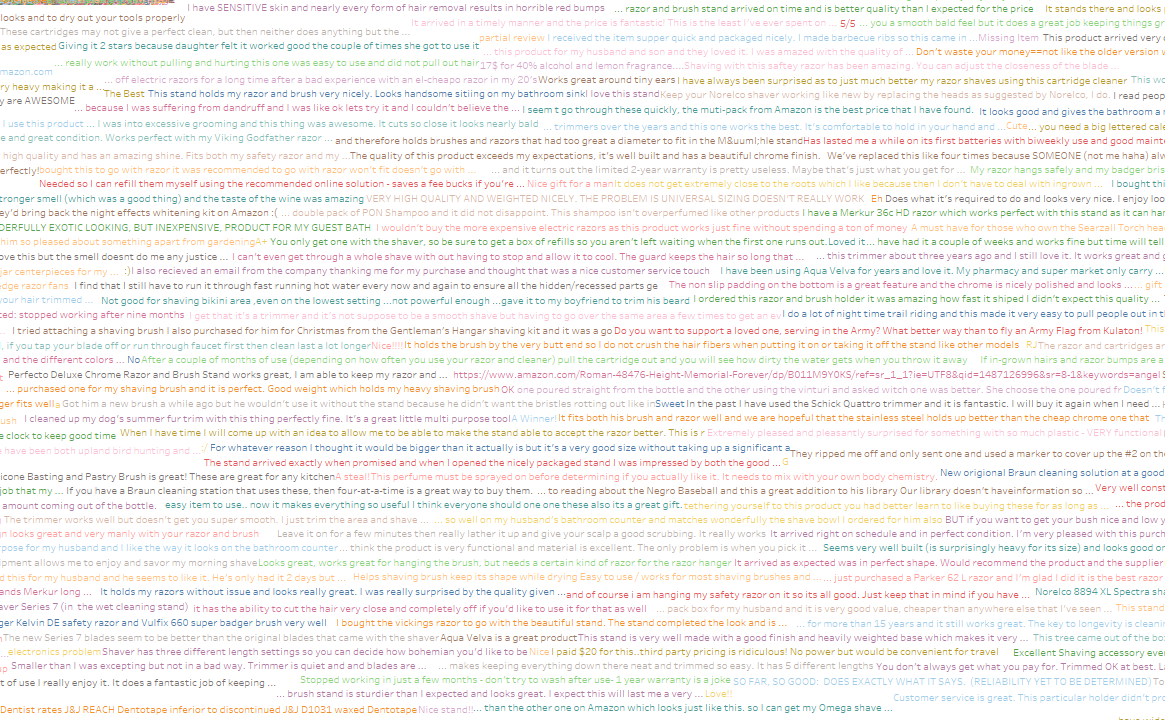 I have SENSITIVE skin and nearly every form of hair removal results in horrible red bumps ... razor and brush stand arrived on time and is better quality than I expected for the price It stands there and looks
looks and to cut your tools properly It arrived in a timely manner and the price is fantastic! This is the least I've ever spent on ... 5/5 ... you a smooth bald feel but it does a great job keeping things gr
These cartridges may not give a perfect clean, but then neither does anything but the ...
partial review I received the item supper quick and packaged nicely. I made barbecue ribs so this came in ...Missing Item This product arrived very
as expected Giving it 2 stars because daughter felt it worked good the couple of times she got to use it ... this product for my husband and son and they loved it. I was amazed with the quality of ... Don't waste your money==not like the older version
... really work without pulling and hurting this one was easy to use and did not pull out hair 17$ for 40% alcohol and lemon fragrance....Shaving with this saftey razor has been amazing. You can adjust the closeness of the blade ...
mazon.com
... off electric razors for a long time after a bad experience with an el-cheapo razor in my 20's Works great around tiny ears I have always been surprised as to just much better my razor shaves using this cartridge cleaner This wo
ry heavy making it a ... The Best This stand holds my razor and brush very nicely. Looks handsome sitiing on my bathroom sink I love this stand Keep your Norelco Shaver working like new by replacing the heads as suggested by Norelco. I do. I read peop
y are AWESOME
... because I was suffering from dandruff and I was like ok lets try it and I couldn't believe the ... I seem t go through these quickly, the muti-pack from Amazon is the best price that I have found. It looks good and gives the bathroom a
I use this product ... I was into excessive grooming and this thing was awesome. It cuts so close it looks nearly bald ... trimmers over the years and this one works the best. It's comfortable to hold in your hand and ... Cute ... you need a big lettered cale
e and great condition. Works perfect with my Viking Godfather razor ... and therefore holds brushes and razors that had too great a diameter to fit in the M&uuml;hle stand Has lasted me a while on its first batteries with biweekly use and good maint
high quality and has an amazing shine. Fits both my safety razor and my ... The quality of this product exceeds my expectations, it's well built and has a beautiful chrome finish. We've replaced this like four times because SOMEONE (not me haha) alw
erfectly! bought this to go with razor it was recommended to go with razor won't fit doesn't go with ... ... and it turns out the limited 2-year warranty is pretty useless. Maybe that's just what you get for ... My razor hangs safely and my badger bris
Needed so I can refill them myself using the recommended online solution - saves a few bucks if you're ... Nice gift for a man It does not get extremely close to the roots which I like because then I don't have to deal with ingrown ... I bought thi
tronger smell (which was a good thing) and the taste of the wine was amazing VERY HIGH QUALITY AND WEIGHTED NICELY. THE PROBLEM IS UNIVERSAL SIZING DOESN'T REALLY WORK Eh Does what it's required to do and looks very nice. I enjoy loo
ey'd bring back the night effects whitening kit on Amazon :( ... double pack of PON Shampoo and it did not disappoint. This shampoo isn't overperfumed like other products I have a Merkur 36c HD razor which works perfect with this stand as it can han
DERFULLY EXOTIC LOOKING, BUT INEXPENSIVE, PRODUCT FOR MY GUEST BATH I wouldn't buy the more expensive electric razors as this product works just fine without spending a ton of money A must have for those who own the Searzall Torch hea
him so pleased about something apart from gardening A+ You only get one with the shaver, so be sure to get a box of refills so you aren't left waiting when the first one runs out. Loved it ... have had it a couple of weeks and works fine but time will tell
ove this but the smell doesnt do me any justice ... I can't even get through a whole shave with out having to stop and allow it to cool. The guard keeps the hair so long that ... ... this trimmer about three years ago and I still love it. It works great and g
jar centerpieces for my ... :) I also recieved an email from the company thanking me for my purchase and thought that was a nice customer service touch I have been using Aqua Velva for years and love it. My pharmacy and super market only carry ...
dge razor fans I find that I still have to run it through fast running hot water every now and again to ensure all the hidden/recessed parts ge The non slip padding on the bottom is a great feature and the chrome is nicely polished and looks ... ... gift
your hair trimmed ... Not good for shaving bikini area ,even on the lowest setting ...not powerful enough ...gave it to my boyfriend to trim his beard I ordered this razor and brush holder it was amazing how fast it shiped I didn't expect this quality ...
ted: stopped working after nine months I get that it's a trimmer and it's not suppose to be a smooth shave but having to go over the same area a few times to get an ev I do a lot of night time trail riding and this made it very easy to pull people out in t
I tried attaching a shaving brush I also purchased for him for Christmas from the Gentleman's Hangar shaving kit and it was a go Do you want to support a loved one, serving in the Army? What better way than to fly an Army Flag from Kulaton! This
l, if you tap your blade off or run through faucet first then clean last a lot longer Nice!!!! It holds the brush by the very butt end so I do not crush the hair fibers when putting it on or taking it off the stand like other models RJ The razor and cartridges ar
and the different colors ... No After a couple of months of use (depending on how often you use your razor and cleaner) pull the cartridge out and you will see how dirty the water gets when you throw it away If in-grown hairs and razor bumps are a
Perfecto Deluxe Chrome Razor and Brush Stand works great, I am able to keep my razor and ... https://www.amazon.com/Roman-48476-Height-Memorial-Forever/dp/B011M9Y0KS/ref=sr_1_1?ie=UTF8&qid=1487126996&sr=8-1&keywords=angel
... purchased one for my shaving brush and it is perfect. Good weight which holds my heavy shaving brush OK one poured straight from the bottle and the other using the vinturi and asked witch one was better. She choose the one poured fr Doesn't f
ger fits well Got him a new brush a while ago but he wouldn't use it without the stand because he didn't want the bristles rotting out like in Sweet In the past I have used the Schick Quattro trimmer and it is fantastic. I will buy it again when I need ...
ush I cleaned up my dog's summer fur trim with this thing perfectly fine. It's a great little multi purpose tool A Winner! It fits both his brush and razor well and we are hopeful that the stainless steel holds up better than the cheap chrome one that
e clock to keep good time When I have time I will come up with an idea to allow me to be able to make the stand able to accept the razor better. This is r Extremely pleased and pleasantly surprised for something with so much plastic - VERY functional
have been both upland bird hunting and ... :/ For whatever reason I thought it would be bigger than it actually is but it's a very good size without taking up a significant a They ripped me off and only sent one and used a marker to cover up the #2 on th
The stand arrived exactly when promised and when I opened the nicely packaged stand I was impressed by both the good ... G
icone Basting and Pastry Brush is great! These are great for any kitchen A steal! This perfume must be sprayed on before determining if you actually like it. It needs to mix with your own body chemistry. New origional Braun cleaning solution at a good
job that my ... If you have a Braun cleaning station that uses these, then four-at-a-time is a great way to buy them. ... to reading about the Negro Baseball and this a great addition to his library Our library doesn't have information so ... Very well const
amount coming out of the bottle. easy item to use.. now it makes everything so useful I think everyone should one one these also its a great gift. tethering yourself to this product you had better learn to like buying these for as long as ... ... the prod
The trimmer works well but doesn't get you super smooth. I just trim the area and shave ... ... so well on my husband's bathroom counter and matches wonderfully the shave bowl I ordered for him also BUT if you want to get your bush nice and low y
gn looks great and very manly with your razor and brush Leave it on for a few minutes then really lather it up and give your scalp a good scrubbing. It really works It arrived right on schedule and in perfect condition. I'm very pleased with this purch
pose for my husband and I like the way it looks on the bathroom counter ... ... think the product is very functional and material is excellent. The only problem is when you pick it ... Seems very well built (is surprisingly heavy for its size) and looks good on
ipment allows me to enjoy and savor my morning shave Looks great, works great for hanging the brush, but needs a certain kind of razor for the razor hanger It arrived as expected was in perfect shape. Would recommend the product and the supplier
d this for my husband and he seems to like it. He's only had it 2 days but ... Helps shaving brush keep its shape while drying Easy to use / works for most shaving brushes and ... ... just purchased a Parker 62 L razor and I'm glad I did it is the best razor
ands Merkur long ... It holds my razors without issue and looks really great. I was really surprised by the quality given ... and of course i am hanging my safety razor on it so its all good. Just keep that in mind if you have ... Norelco 8894 XL Spectra sha
aver Series 7 (in the wet cleaning stand) it has the ability to cut the hair very close and completely off if you'd like to use it for that as well ... pack box for my husband and it is very good value, cheaper than anywhere else that I've seen ... This stand
ger Kelvin DE safety razor and Vulfix 660 super badger brush very well I bought the vickings razor to go with the beautiful stand. The stand completed the look and is ... ... for more than 15 years and it still works great. The key to longevity is cleanin
The new Series 7 blades seem to be better than the original blades that came with the shaver Aqua Velva is a great product This stand is very well made with a good finish and heavily weighted base which makes it very ... This tree came out of the bo
...electronics problem Shaver has three different length settings so you can decide how bohemian you'd like to be Nice I paid $20 for this..third party pricing is ridiculous! No power but would be convenient for travel Excellent Shaving accessory eve
up Smaller than I was excepting but not in a bad way. Trimmer is quiet and and blades are ... ... makes keeping everything down there neat and trimmed so easy. It has 5 different lengths You don't always get what you pay for. Trimmed OK at best. La
t of use I really enjoy it. It does a fantastic job of keeping ... Stopped working in just a few months - don't try to wash after use- 1 year warranty is a joke SO FAR, SO GOOD: DOES EXACTLY WHAT IT SAYS. (RELIABILITY YET TO BE DETERMINED) To
... brush stand is sturdier than I expected and looks great. I expect this will last me a very ... Love!! Customer service is great. This particular holder didn't pro
Dentist rates J&J REACH Dentotape inferior to discontinued J&J D1031 waxed Dentotape Nice stand!! ... than the other one on Amazon which looks just like this. so I can get my Omega shave ...